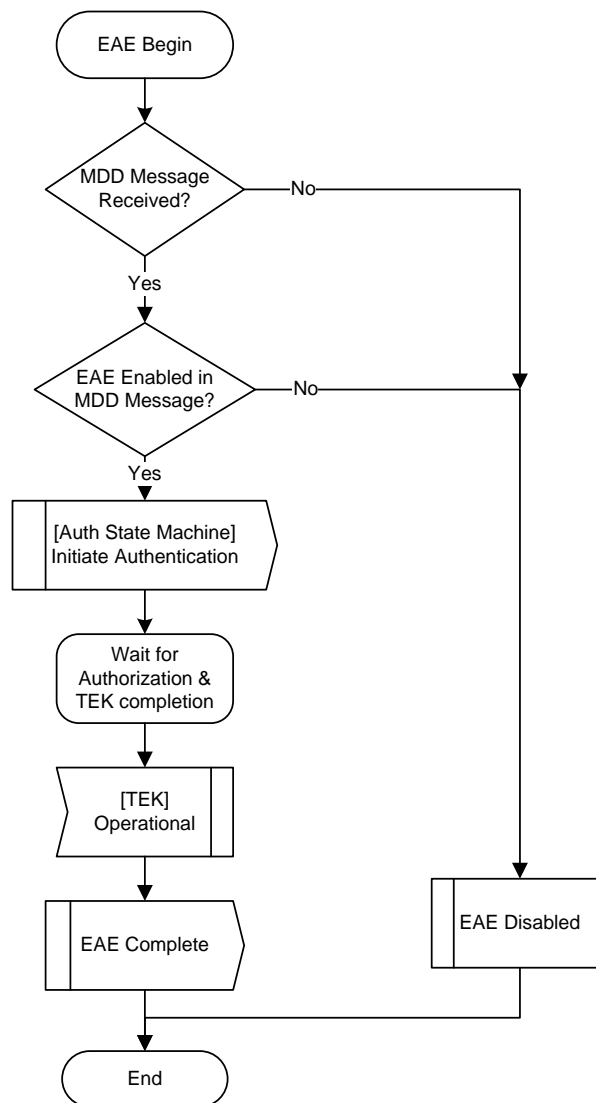 EAE Begin
MDD Message
Received?
No
Yes
EAE Enabled in
MDD Message?
No
Yes
[Auth State Machine]
Initiate Authentication
Wait for
Authorization &
TEK completion
[TEK]
Operational
EAE Complete
EAE Disabled
End